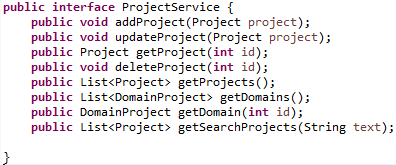 public interface ProjectService {
    public void addProject(Project project);
    public void updateProject(Project project);
    public Project getProject(int id);
    public void deleteProject(int id);
    public List<Project> getProjects();
    public List<DomainProject> getDomains();
    public DomainProject getDomain(int id);
    public List<Project> getSearchProjects(String text);
}